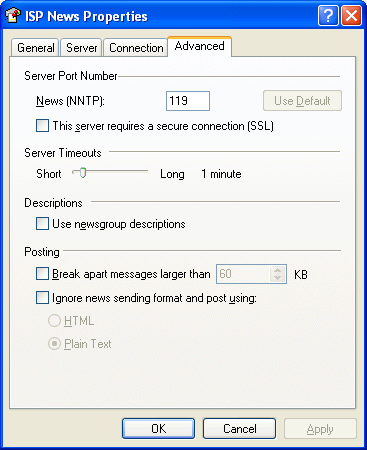 ISP News Properties
General Server Connection Advanced
Server Port Number
News (NNTP): 119 Use Default
This server requires a secure connection (SSL)
Server Timeouts
Short Long 1 minute
Descriptions
Use newsgroup descriptions
Posting
Break apart messages larger than 60 KB
Ignore news sending format and post using:
HTML
Plain Text
OK Cancel Apply